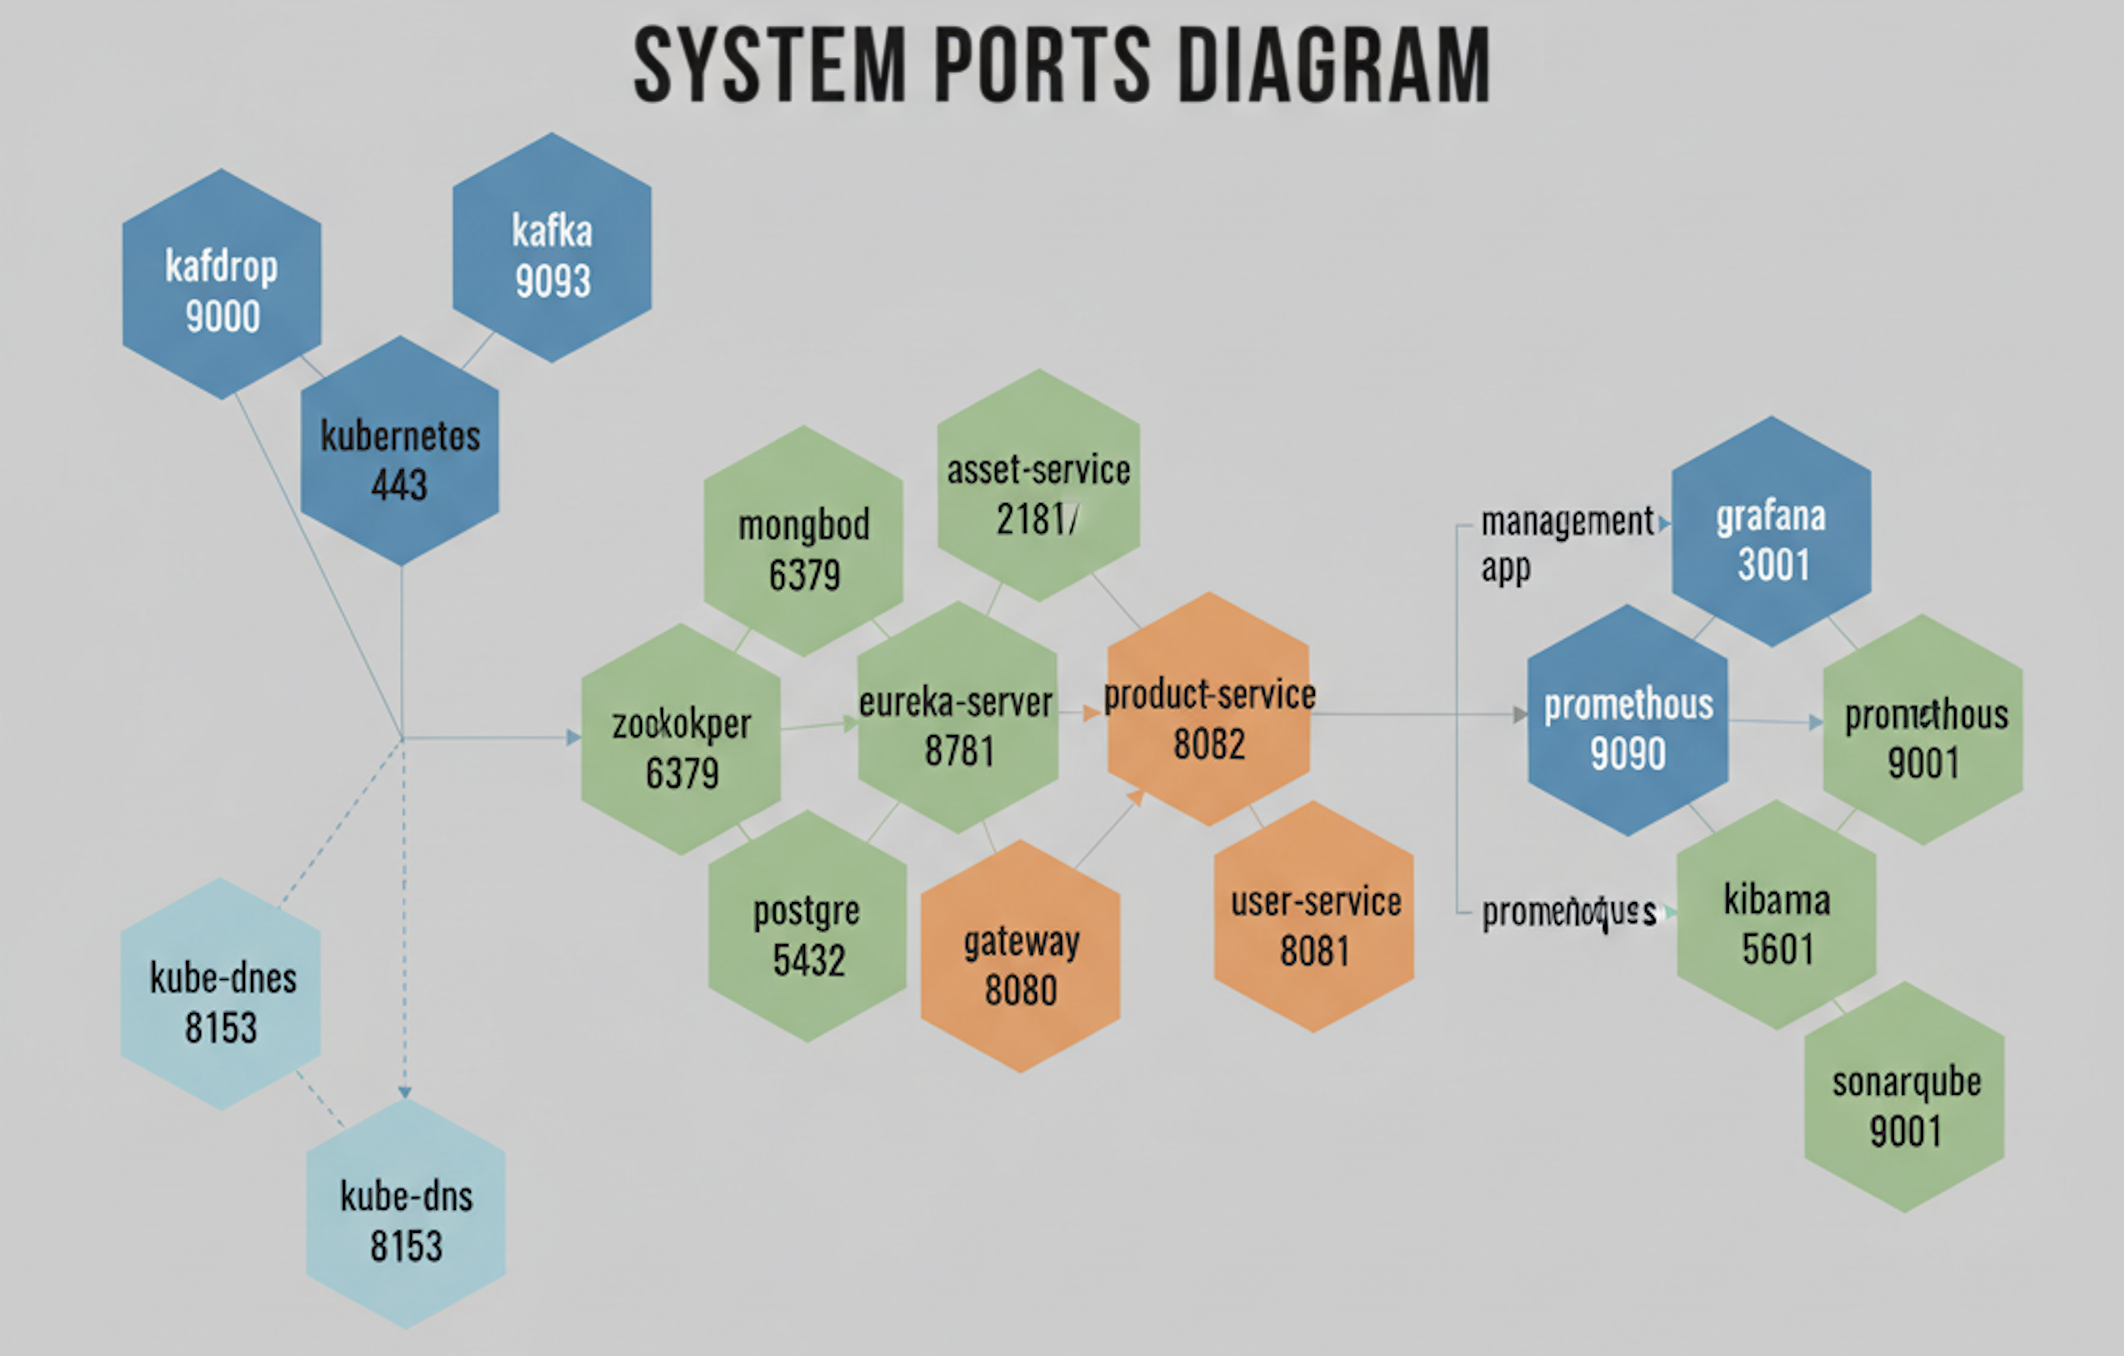 SYSTEM PORTS DIAGRAM
kafdrop
9000
kafka
9093
kubernetes
443
mongbod
6379
asset-service
2181/
zookokper
6379
eureka-server
8781
product-service
8082
postgre
5432
gateway
8080
user-service
8081
management
app
grafana
3001
promethous
9090
promethous
9001
kibama
5601
sonarqube
9001
kube-dnes
8153
kube-dns
8153